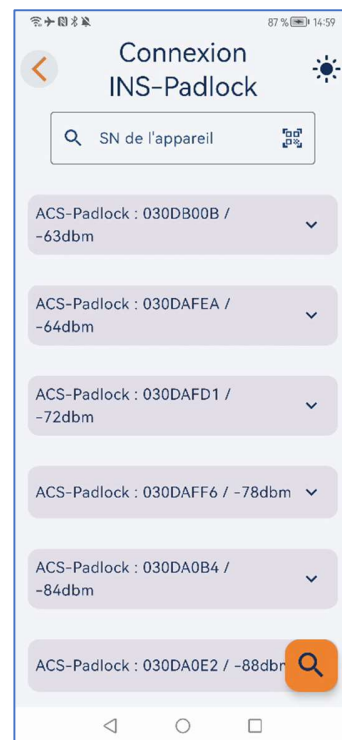 87 % 14:59
Connexion
INS-Padlock
SN de l'appareil
ACS-Padlock : 030DB00B /
-63dbm
ACS-Padlock : 030DAFEA /
-64dbm
ACS-Padlock : 030DAFD1 /
-72dbm
ACS-Padlock : 030DAFF6 / -78dbm
ACS-Padlock : 030DA0B4 /
-84dbm
ACS-Padlock : 030DA0E2 / -88dbm